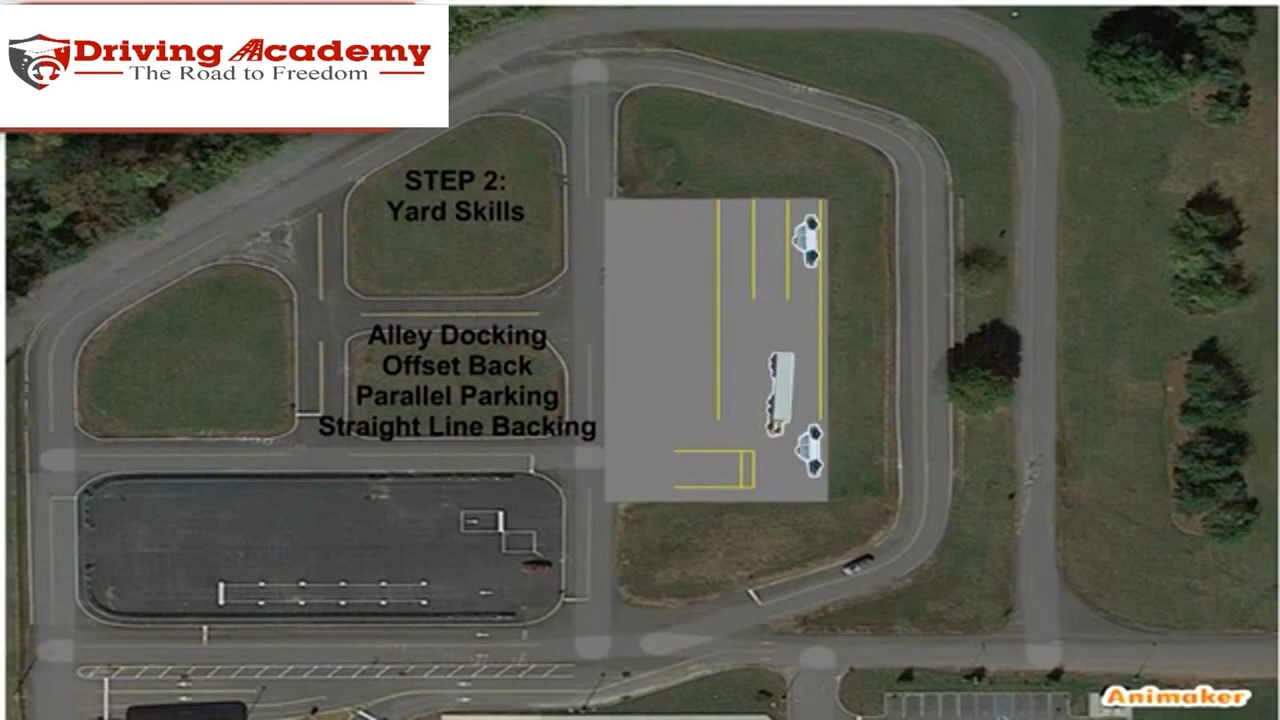 Driving Academy
The Road to Freedom
STEP 2:
Yard Skills
Alley Docking
Offset Back
Parallel Parking
Straight Line Backing
Animaker